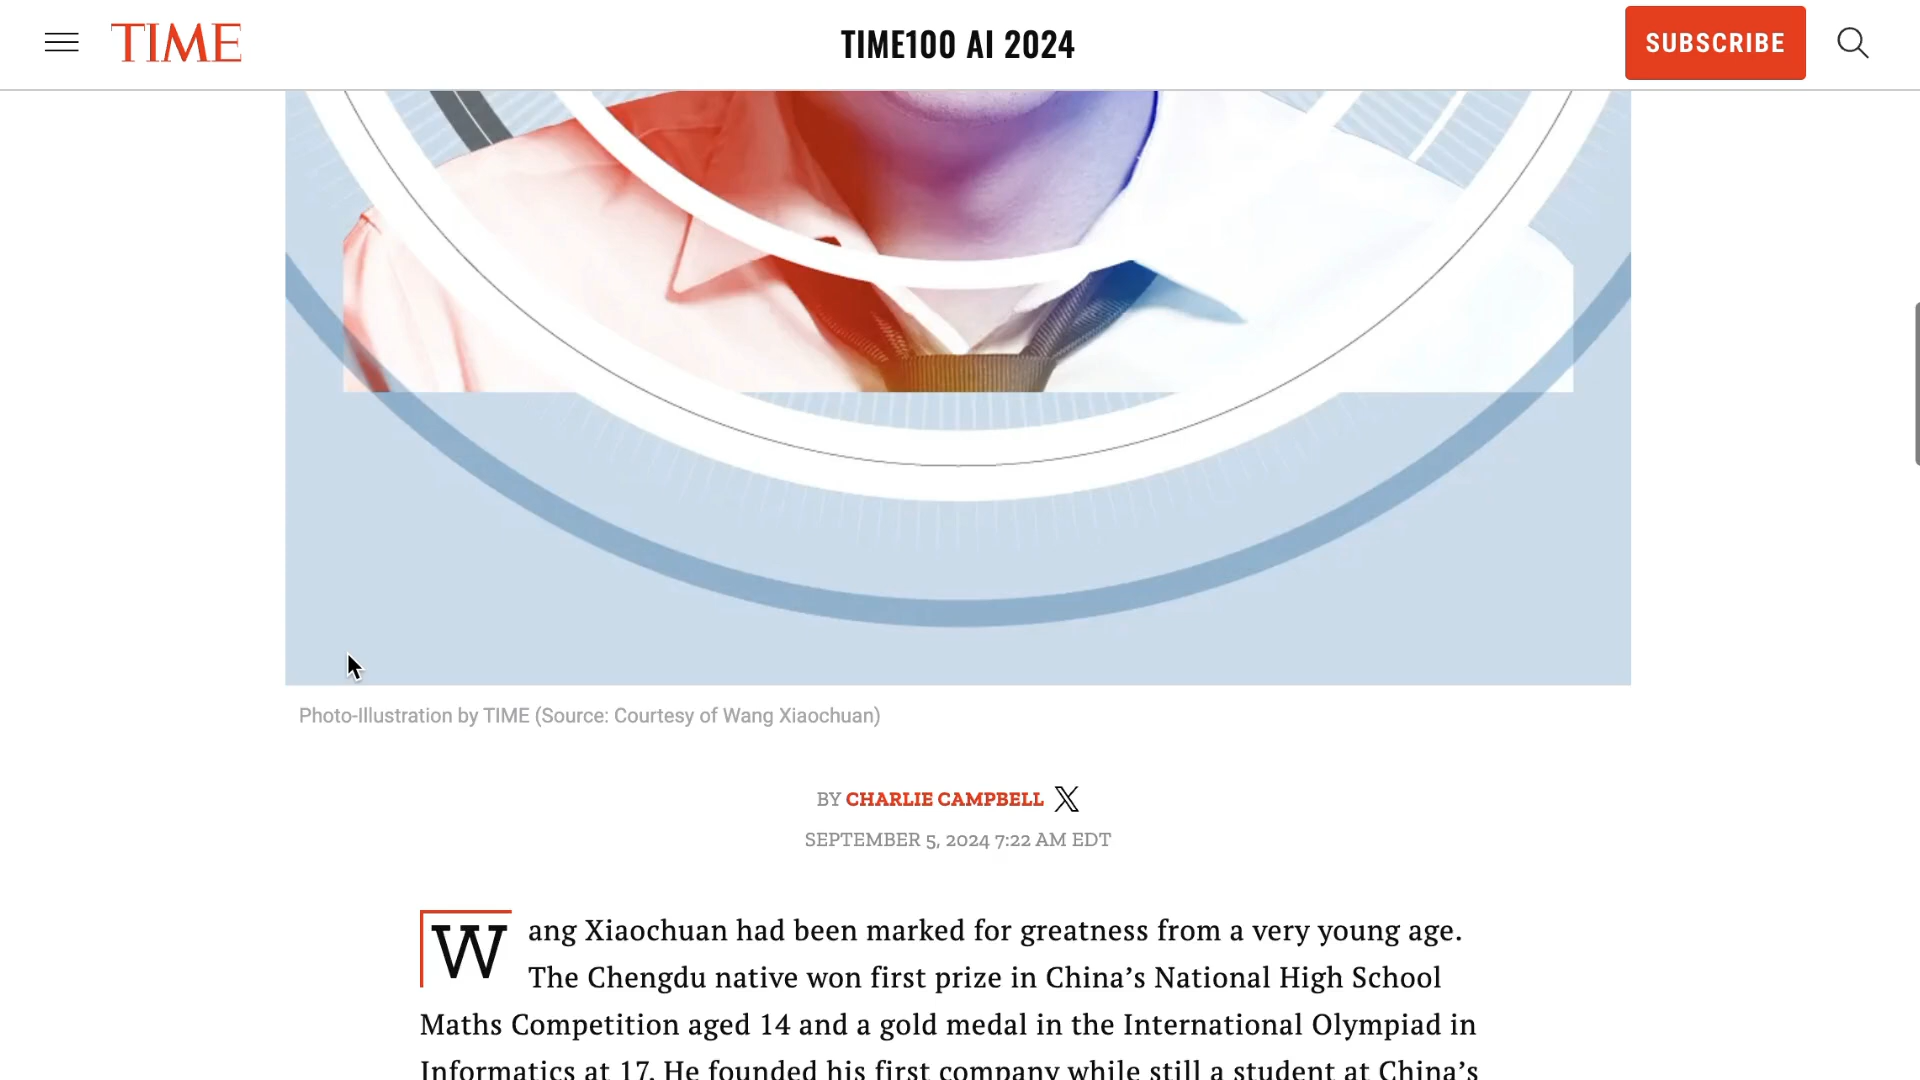 TIME
TIME100 AI 2024
SUBSCRIBE
Photo-Illustration by TIME (Source: Courtesy of Wang Xiaochuan)
BY CHARLIE CAMPBELL
SEPTEMBER 5, 2024 7:22 AM EDT
Wang Xiaochuan had been marked for greatness from a very young age.
The Chengdu native won first prize in China’s National High School
Maths Competition aged 14 and a gold medal in the International Olympiad in
Informatics at 17. He founded his first company while still a student at China’s